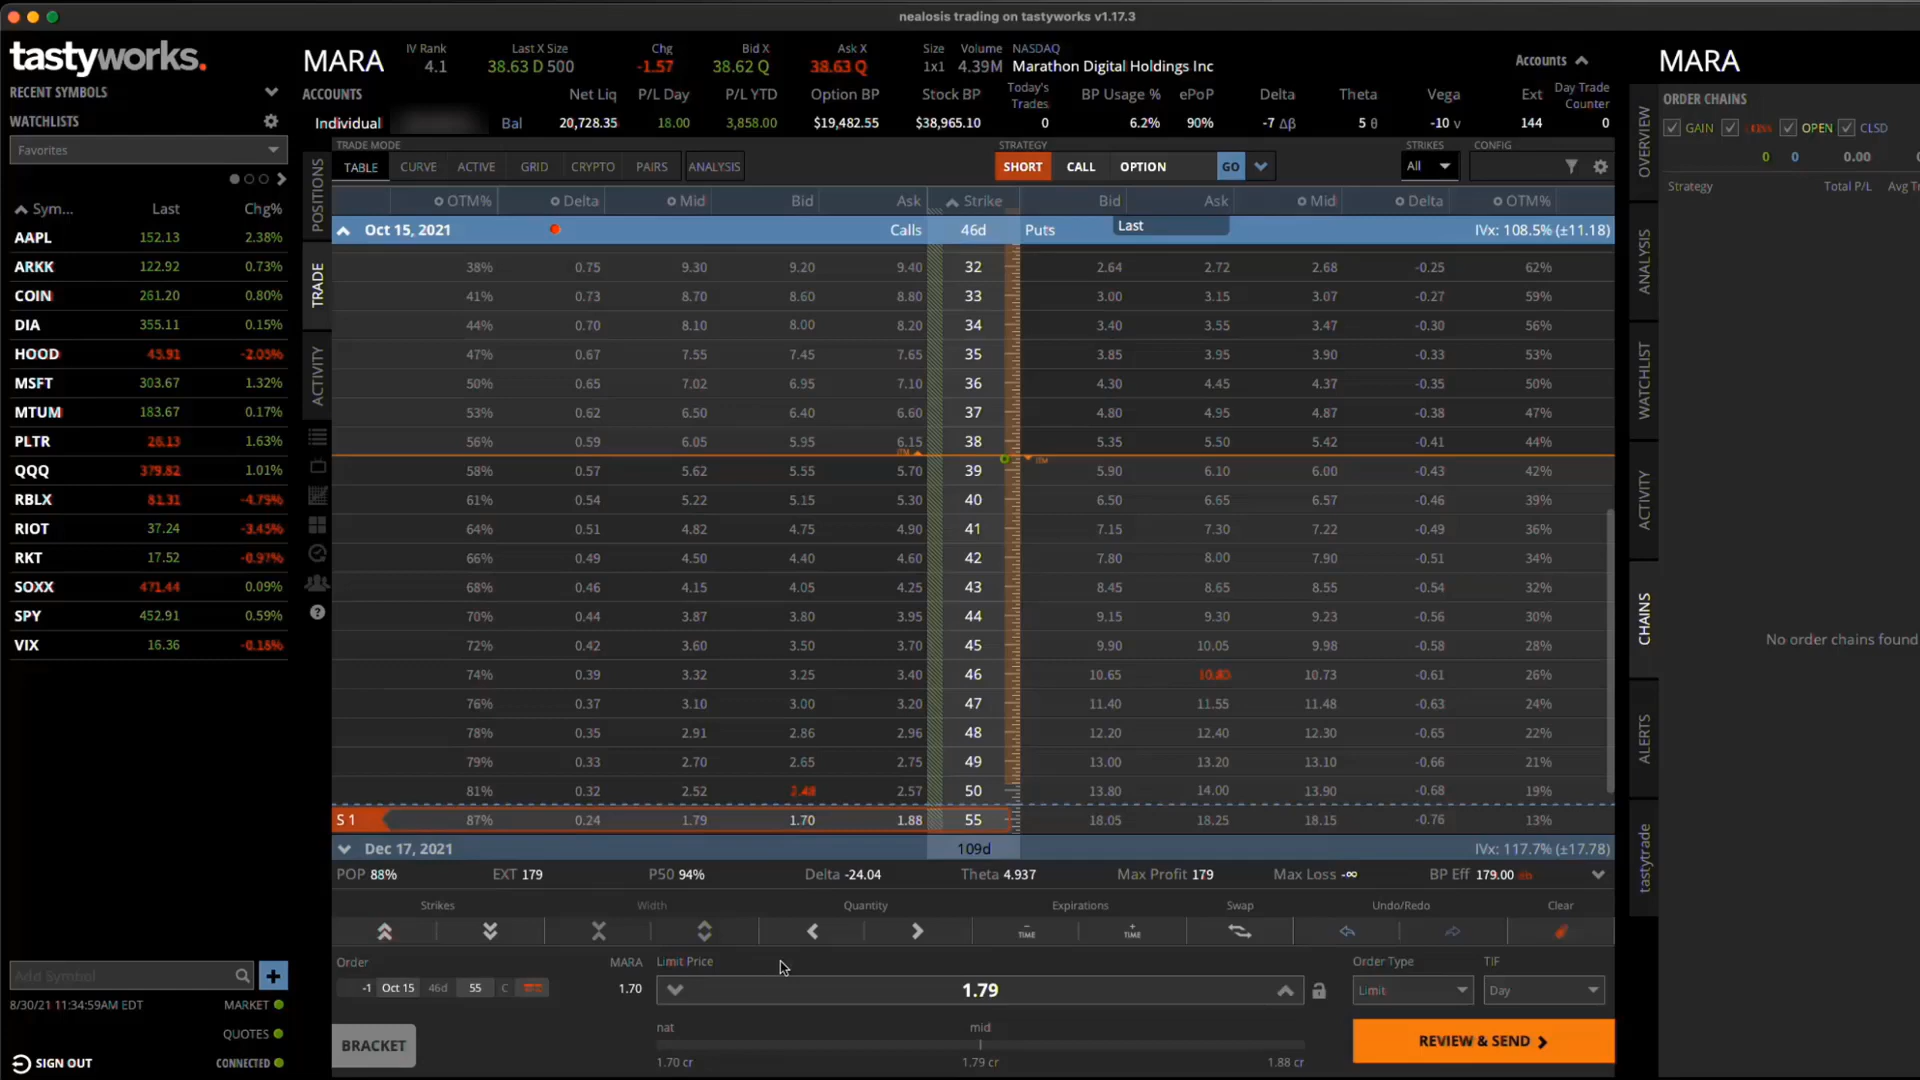 nealosis trading on tastyworks v1.17.3
tastyworks.
RECENT SYMBOLS
WATCHLISTS
Favorites
Sym... Last Chg%
AAPL 152.13 2.38%
ARKK 122.92 0.73%
COIN 261.20 0.80%
DIA 355.11 0.15%
HOOD 45.91 -2.05%
MSFT 303.67 1.32%
MTUM 183.67 0.17%
PLTR 26.13 1.63%
QQQ 379.82 1.01%
RBLX 81.31 -4.79%
RIOT 37.24 -3.45%
RKT 17.52 -0.97%
SOXX 471.44 0.09%
SPY 452.91 0.59%
VIX 16.36 -0.18%
Add Symbol
8/30/21 11:34:59AM EDT MARKET
QUOTES
SIGN OUT CONNECTED
MARA
IV Rank Last X Size Chg Bid X Ask X Size Volume NASDAQ
4.1 38.63 D 500 -1.57 38.62 Q 38.63 Q 1x1 4.39M Marathon Digital Holdings Inc
Accounts
ACCOUNTS Net Liq P/L Day P/L YTD Option BP Stock BP Today's Trades BP Usage % ePoP Delta Theta Vega Ext Day Trade Counter
Individual Bal 20,728.35 18.00 3,858.00 $19,482.55 $38,965.10 0 6.2% 90% -7 Δβ 5 θ -10 v 144 0
TRADE MODE STRATEGY STRIKES CONFIG
TABLE CURVE ACTIVE GRID CRYPTO PAIRS ANALYSIS SHORT CALL OPTION GO All
POSITIONS
TRADE
ACTIVITY
OTM% Delta Mid Bid Ask Strike Bid Ask Mid Delta OTM%
Oct 15, 2021 Calls 46d Puts Last IVx: 108.5% (±11.18)
38% 0.75 9.30 9.20 9.40 32 2.64 2.72 2.68 -0.25 62%
41% 0.73 8.70 8.60 8.80 33 3.00 3.15 3.07 -0.27 59%
44% 0.70 8.10 8.00 8.20 34 3.40 3.55 3.47 -0.30 56%
47% 0.67 7.55 7.45 7.65 35 3.85 3.95 3.90 -0.33 53%
50% 0.65 7.02 6.95 7.10 36 4.30 4.45 4.37 -0.35 50%
53% 0.62 6.50 6.40 6.60 37 4.80 4.95 4.87 -0.38 47%
56% 0.59 6.05 5.95 6.15 38 5.35 5.50 5.42 -0.41 44%
ITM ITM
58% 0.57 5.62 5.55 5.70 39 5.90 6.10 6.00 -0.43 42%
61% 0.54 5.22 5.15 5.30 40 6.50 6.65 6.57 -0.46 39%
64% 0.51 4.82 4.75 4.90 41 7.15 7.30 7.22 -0.49 36%
66% 0.49 4.50 4.40 4.60 42 7.80 8.00 7.90 -0.51 34%
68% 0.46 4.15 4.05 4.25 43 8.45 8.65 8.55 -0.54 32%
70% 0.44 3.87 3.80 3.95 44 9.15 9.30 9.23 -0.56 30%
72% 0.42 3.60 3.50 3.70 45 9.90 10.05 9.98 -0.58 28%
74% 0.39 3.32 3.25 3.40 46 10.65 10.80 10.73 -0.61 26%
76% 0.37 3.10 3.00 3.20 47 11.40 11.55 11.48 -0.63 24%
78% 0.35 2.91 2.86 2.96 48 12.20 12.40 12.30 -0.65 22%
79% 0.33 2.70 2.65 2.75 49 13.00 13.20 13.10 -0.66 21%
81% 0.32 2.52 2.48 2.57 50 13.80 14.00 13.90 -0.68 19%
S 1 87% 0.24 1.79 1.70 1.88 55 18.05 18.25 18.15 -0.76 13%
Dec 17, 2021 109d IVx: 117.7% (±17.78)
POP 88% EXT 179 P50 94% Delta -24.04 Theta 4.937 Max Profit 179 Max Loss -∞ BP Eff 179.00 db
Strikes Width Quantity Expirations Swap Undo/Redo Clear
TIME TIME
Order MARA Limit Price Order Type TIF
-1 Oct 15 46d 55 C 1.70 1.79 Limit Day
nat mid
BRACKET REVIEW & SEND
1.70 cr 1.79 cr 1.88 cr
MARA
ORDER CHAINS
GAIN OPEN CLSD
0 0 0.00
Strategy Total P/L Avg
No order chains found
OVERVIEW
ANALYSIS
WATCHLIST
ACTIVITY
CHAINS
ALERTS
tastytrade